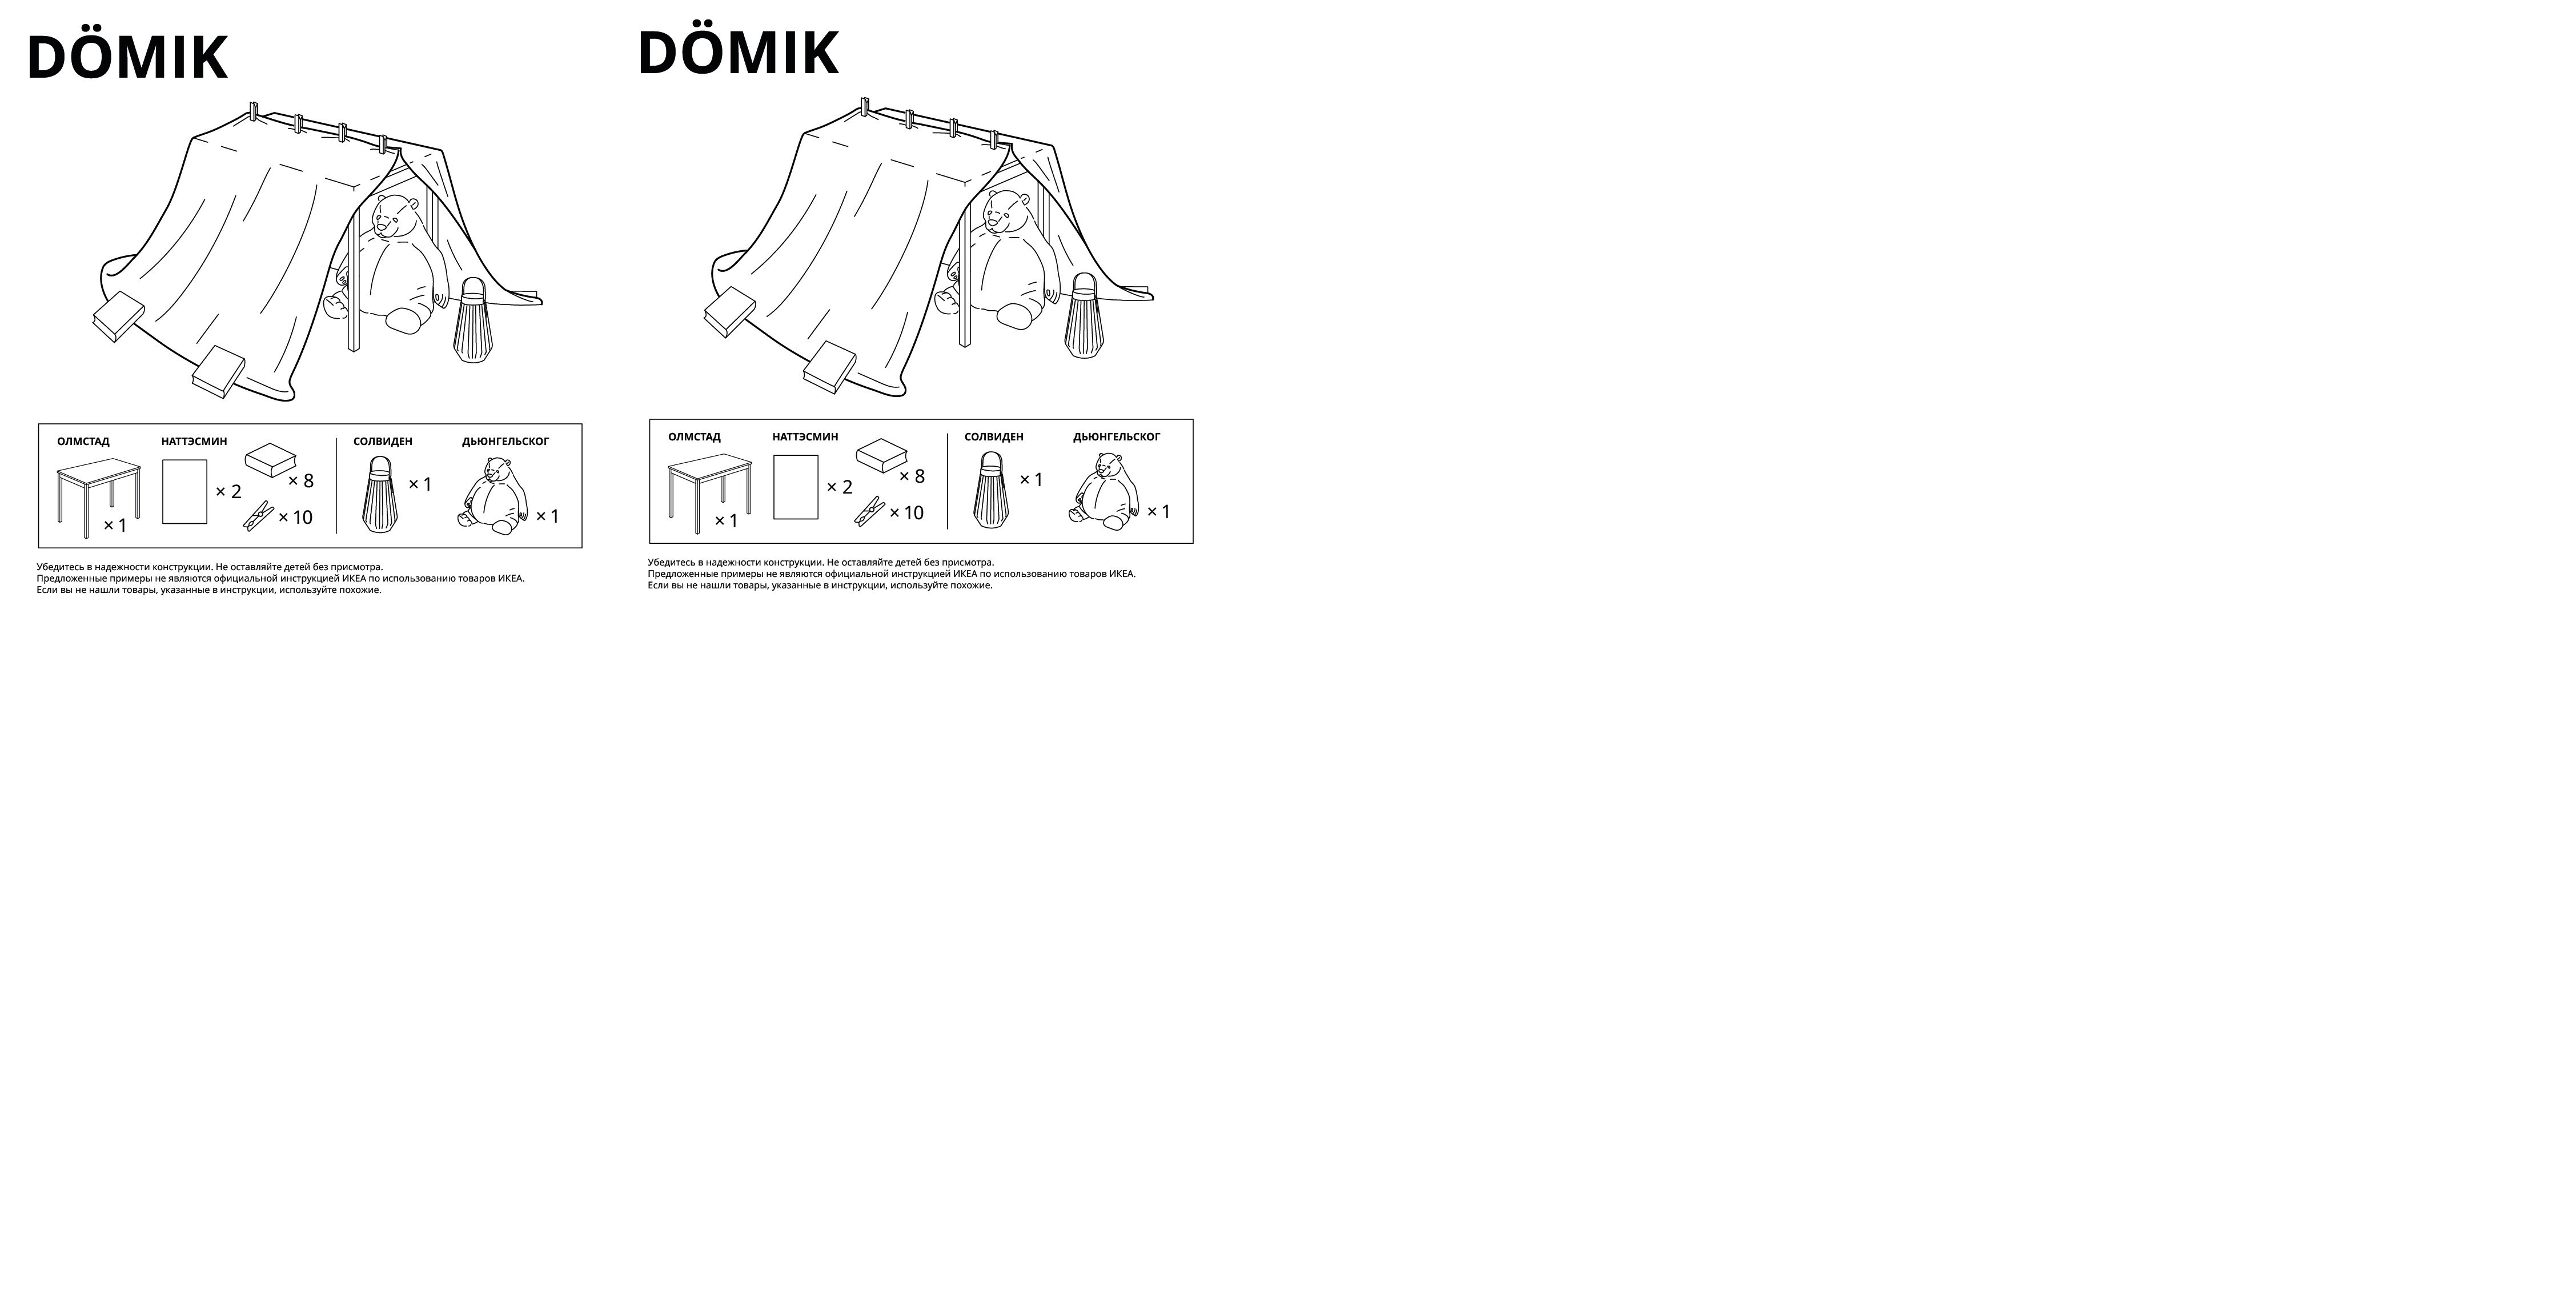 DÖMIK
ОЛМСТАД
НАТТЭСМИН
СОЛВИДЕН
ДЬЮНГЕЛЬСКОГ
× 1
× 2
× 8
× 10
× 1
× 1
Убедитесь в надежности конструкции. Не оставляйте детей без присмотра.
Предложенные примеры не являются официальной инструкцией ИКЕА по использованию товаров ИКЕА.
Если вы не нашли товары, указанные в инструкции, используйте похожие.
DÖMIK
ОЛМСТАД
НАТТЭСМИН
СОЛВИДЕН
ДЬЮНГЕЛЬСКОГ
× 1
× 2
× 8
× 10
× 1
× 1
Убедитесь в надежности конструкции. Не оставляйте детей без присмотра.
Предложенные примеры не являются официальной инструкцией ИКЕА по использованию товаров ИКЕА.
Если вы не нашли товары, указанные в инструкции, используйте похожие.